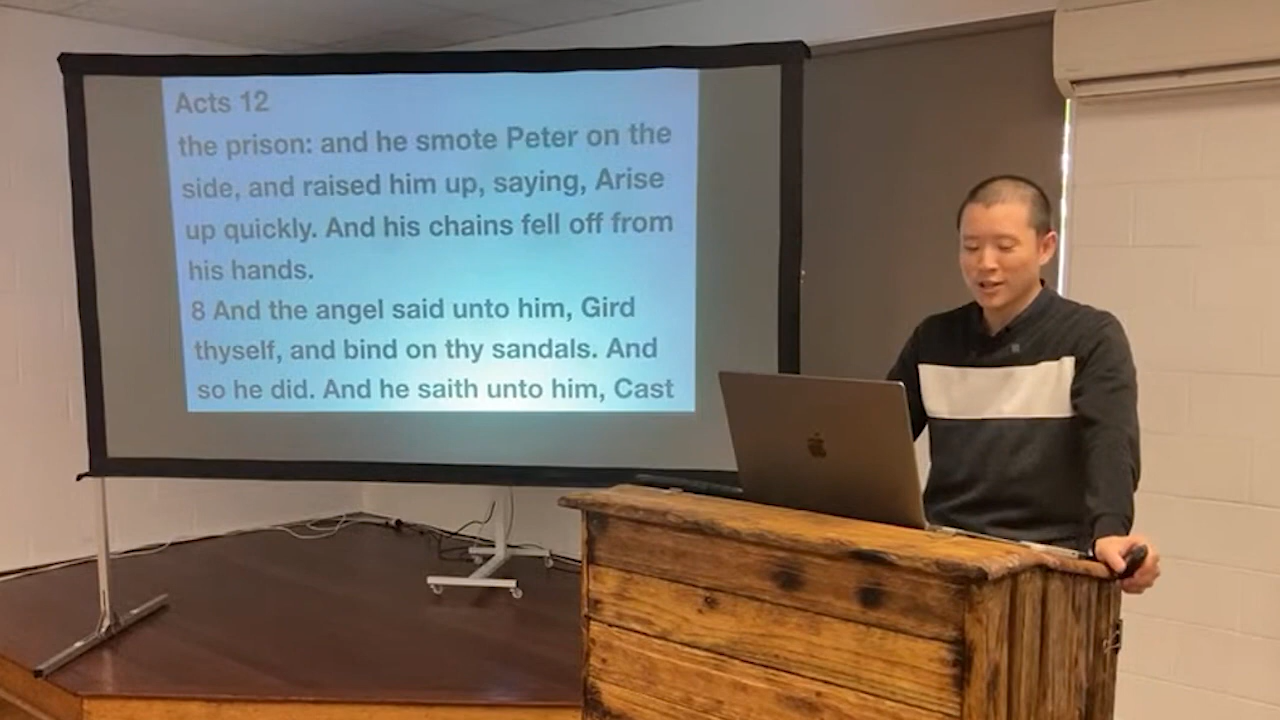 Acts 12
the prison: and he smote Peter on the
side, and raised him up, saying, Arise
up quickly. And his chains fell off from
his hands.
8 And the angel said unto him, Gird
thyself, and bind on thy sandals. And
so he did. And he saith unto him, Cast